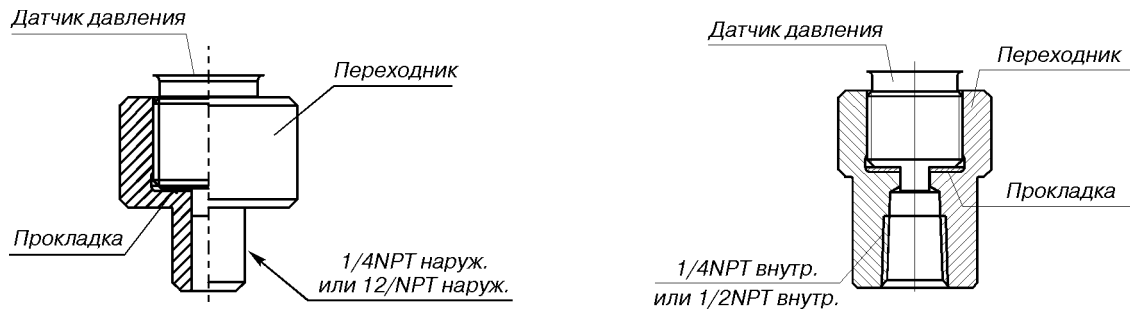 Датчик давления
Переходник
Прокладка
1/4NPT наруж.
или 12/NPT наруж.
Датчик давления
Переходник
Прокладка
1/4NPT внутр.
или 1/2NPT внутр.